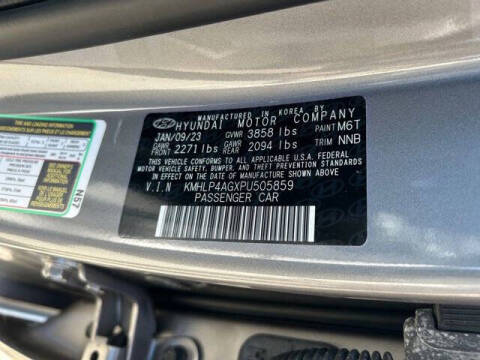 MANUFACTURED IN KOREA, BY
HYUNDAI MOTOR COMPANY
JAN/09/23 GVWR 3858 lbs PAINT M6T
GAWR FRONT 2271 lbs GAWR REAR 2094 lbs TRIM NNB
THIS VEHICLE CONFORMS TO ALL APPLICABLE U.S.A. FEDERAL
MOTOR VEHICLE SAFETY, BUMPER, AND THEFT
PREVENTION STANDARDS IN EFFECT ON THE DATE OF
MANUFACTURE SHOWN ABOVE.
V.I.N KMHLP4AGXPU505859
PASSENGER CAR
N57